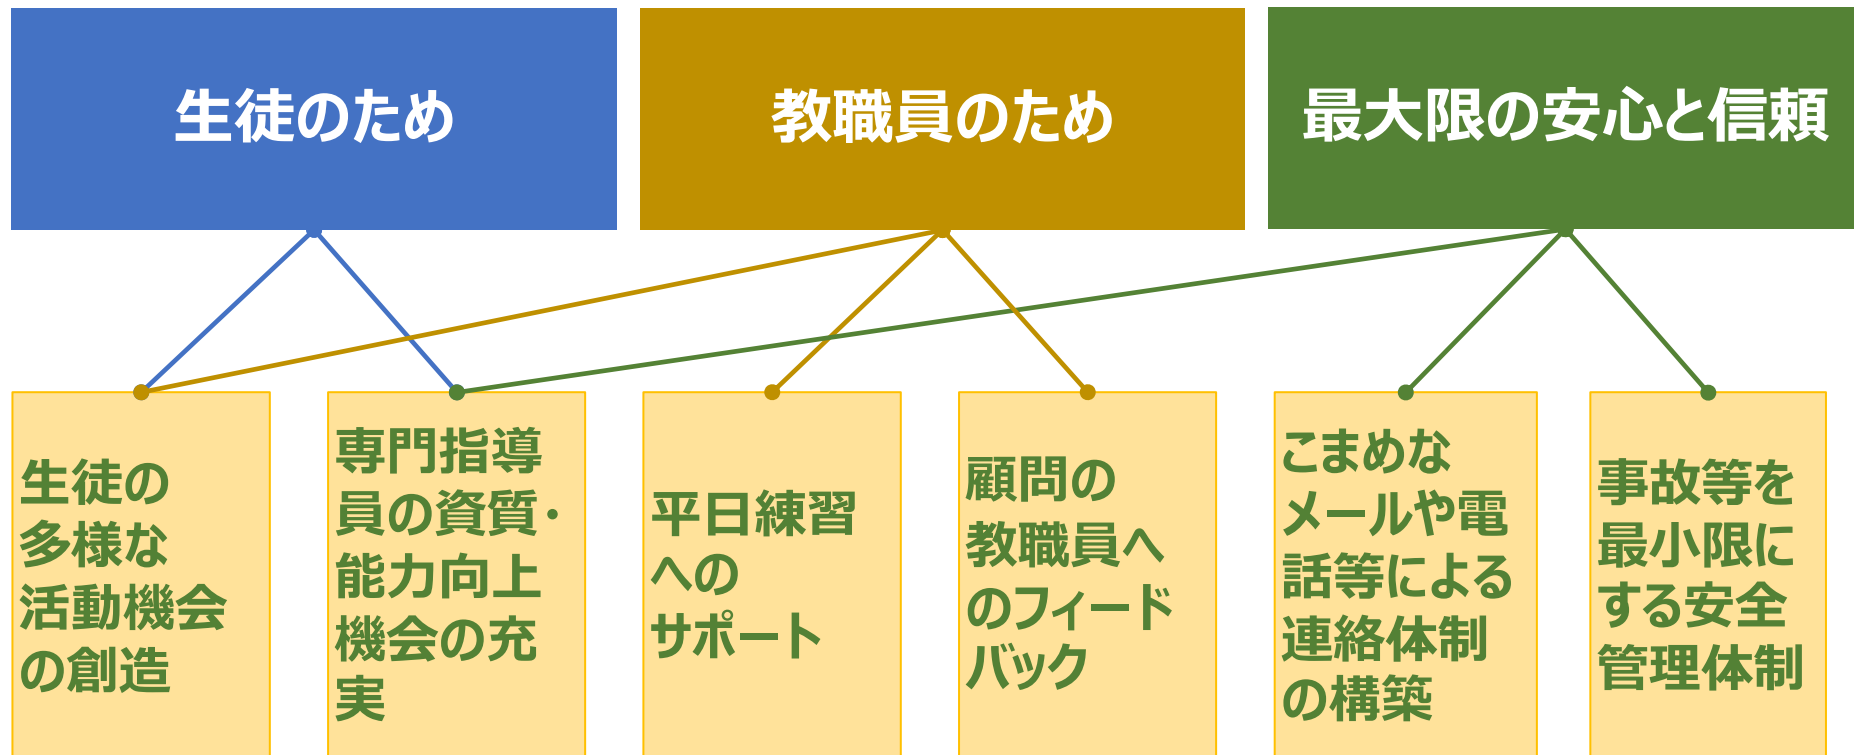 生徒のため
教職員のため
最大限の安心と信頼
生徒の
多様な
活動機会
の創造
専門指導
員の資質・
能力向上
機会の充
実
平日練習
への
サポート
顧問の
教職員へ
のフィード
バック
こまめな
メールや電
話等による
連絡体制
の構築
事故等を
最小限に
する安全
管理体制